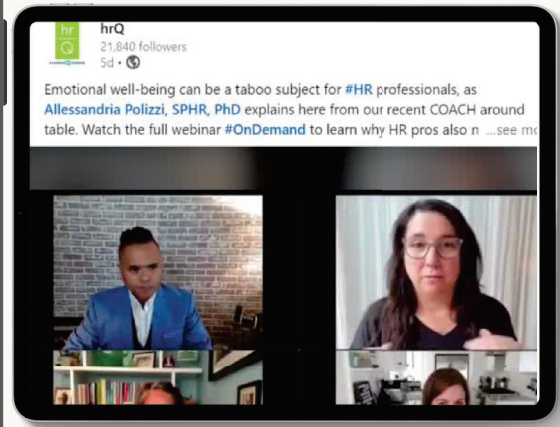 hr
Q
hrQ
21,840 followers
5d •
Emotional well-being can be a taboo subject for #HR professionals, as
Allessandria Polizzi, SPHR, PhD explains here from our recent COACH around
table. Watch the full webinar #OnDemand to learn why HR pros also n ...see mo